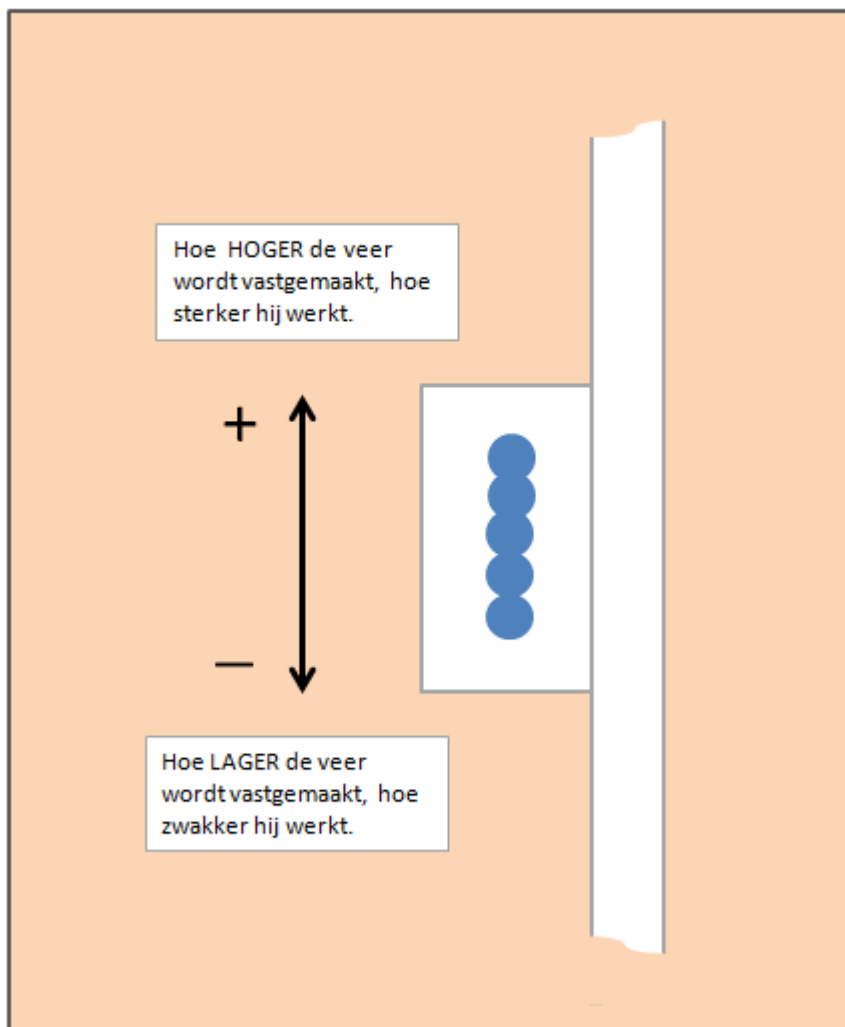 Hoe HOGER de veer
wordt vastgemaakt, hoe
sterker hij werkt.
+
—
Hoe LAGER de veer
wordt vastgemaakt, hoe
zwakker hij werkt.